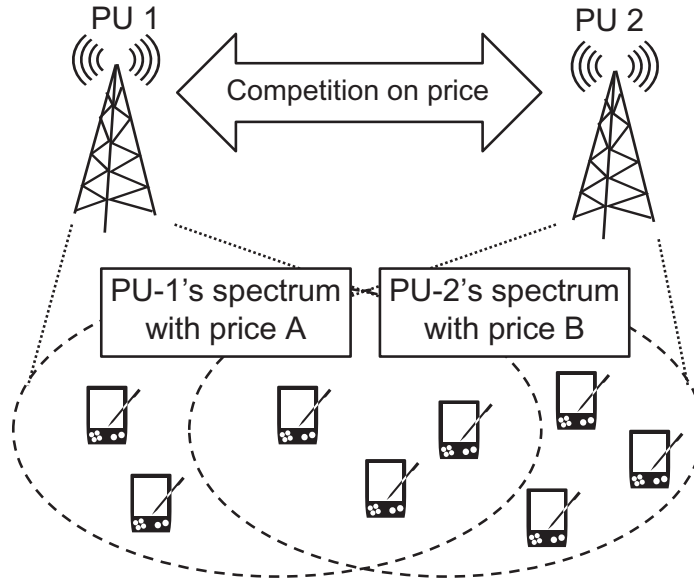 PU 1
PU 2
Competition on price
PU-1's spectrum
with price A
PU-2's spectrum
with price B